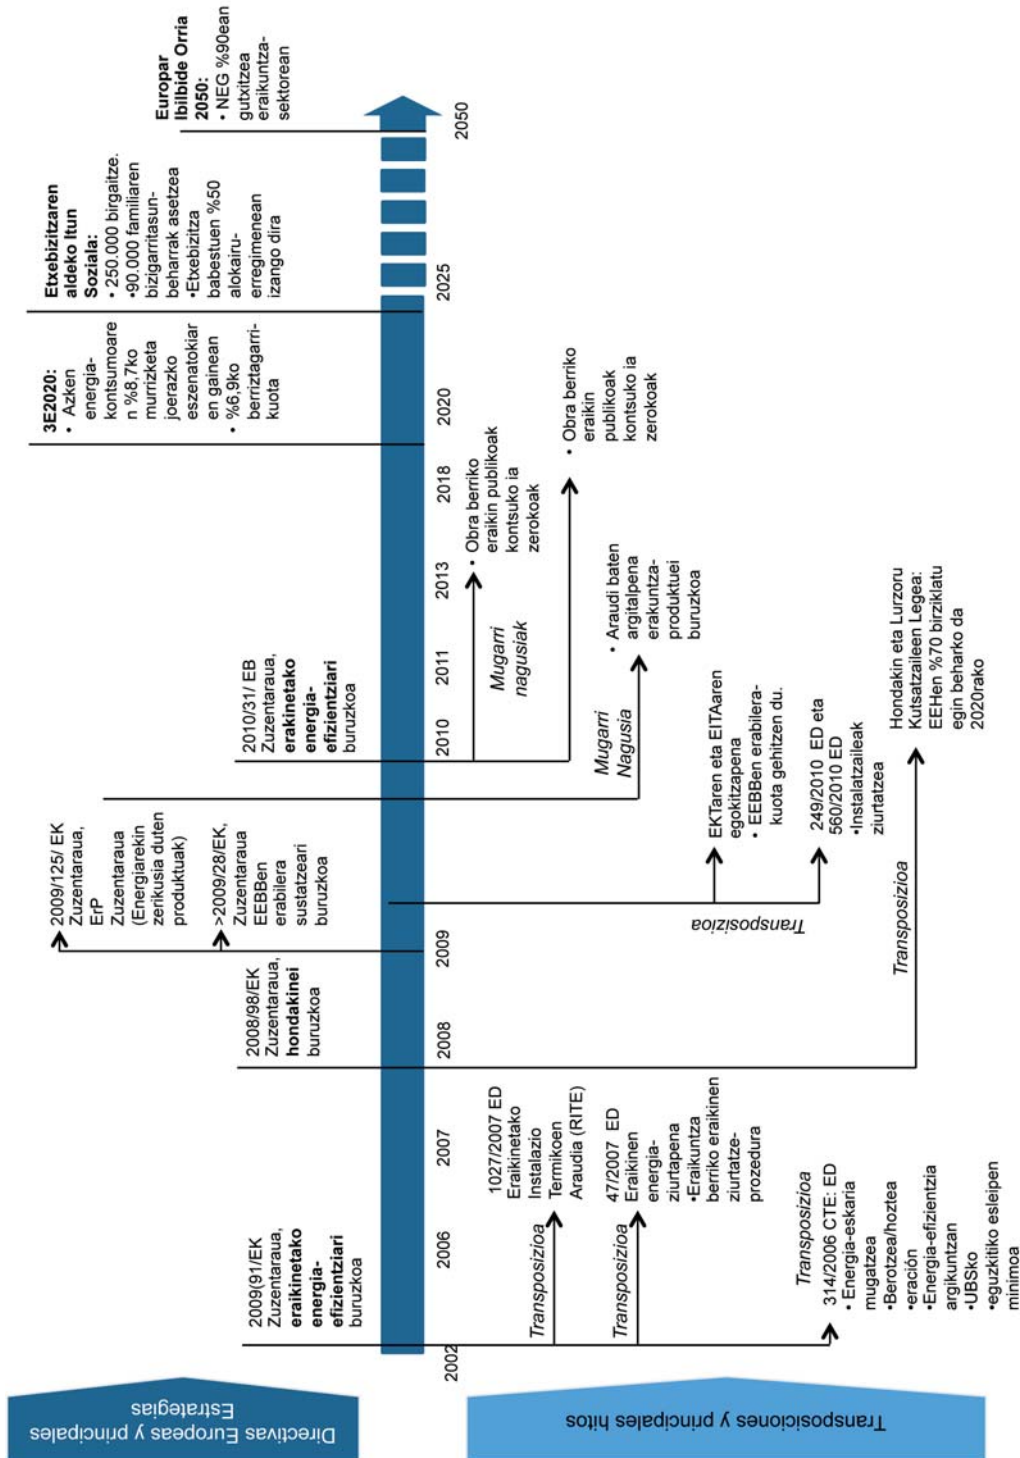 Directivas Europeas y principales
Estrategias
2009(91/EK
Zuzentaraua,
eraikinetako
energia-
efizientziari
buruzkoa
2008/98/EK
Zuzentaraua,
hondakinei
buruzkoa
2009/125/ EK
Zuzentaraua,
ErP
Zuzentaraua
(Energiarekin
zerikusia duten
produktuak)
>2009/28/EK,
Zuzentaraua
EEBBen
erabilera
sustatzeari
buruzkoa
2010/31/ EB
Zuzentaraua,
erakinetako
energia-
efizientziari
buruzkoa
3E2020:
• Azken
energia-
kontsumoare
n %8,7ko
murrizketa
joerazko
eszenatokiar
en gainean
• %6,9ko
berriztagarri-
kuota
Etxebizitzaren
aldeko Itun
Soziala:
• 250.000 birgaitze.
•90.000 familiaren
bizigarritasun-
beharrak asetzea
•Etxebizitza
babestuen %50
alokairu-
erregimenean
izango dira
Europar
Ibilbide Orria
2050:
• NEG %90ean
gutxitzea
eraikuntza-
sektorean
2002
2006
2007
2008
2009
2010
2011
2013
2018
2020
2025
2050
Transposiciones y principales hitos
Transposizioa
1027/2007 ED
Eraikinetako
Instalazio
Termikoen
Araudia (RITE)
Transposizioa
47/2007 ED
Eraikinen
energia-
ziurtapena
•Eraikuntza
berriko eraikinen
ziurtatze-
prozedura
Transposizioa
314/2006 CTE: ED
• Energia-eskaria
mugatzea
•Berotzea/hoztea
•eración
•Energia-efizientzia
argikuntzan
•UBSko
•eguzkitiko esleipen
minimoa
Transposizioa
EKTaren eta EITAaren
egokitzapena
• EEBBen erabilera-
kuota gehitzen du.
249/2010 ED eta
560/2010 ED
•Instalatzaileak
ziurtatzea
Transposizioa
Hondakin eta Lurzoru
Kutsatzaileen Legea:
EEHen %70 birziklatu
egin beharko da
2020rako
Mugarri
nagusiak
• Obra berriko
eraikin publikoak
kontsuko ia
zerokoak
• Obra berriko
eraikin
publikoak
kontsuko ia
zerokoak
Mugarri
Nagusia
• Araudi baten
argitalpena
erakuntza-
produktuei
buruzkoa